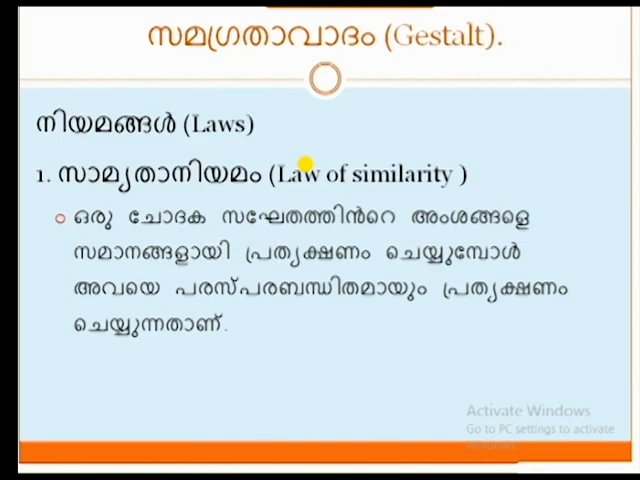 സമഗ്രതാവാദം (Gestalt).
നിയമങ്ങൾ (Laws)
1. സാമ്യതാനിയമം (Law of similarity )
ഒരു ചോദക സങ്കേതത്തിൻറെ അംശങ്ങളെ
സമാനങ്ങളായി പ്രത്യക്ഷണം ചെയ്യുമ്പോൾ
അവയെ പരസ്പരബന്ധിതമായും പ്രത്യക്ഷണം
ചെയ്യുന്നതാണ്.
Activate Windows
Go to PC settings to activate
Windows.